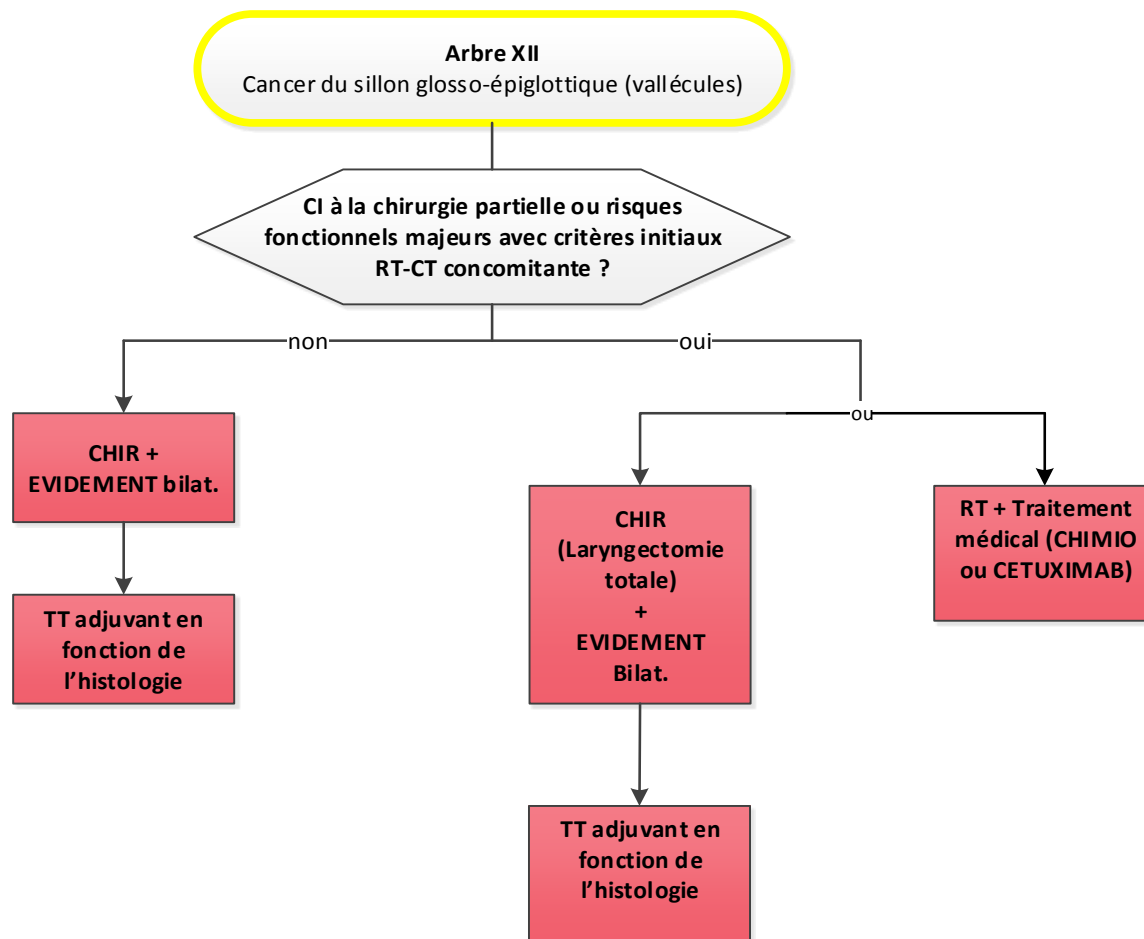 Arbre XII
Cancer du sillon glosso-épiglottique (vallécules)
CI à la chirurgie partielle ou risques
fonctionnels majeurs avec critères initiaux
RT-CT concomitante ?
non
oui
ou
CHIR +
EVIDEMENT bilat.
TT adjuvant en
fonction de
l'histologie
CHIR
(Laryngectomie
totale)
+
EVIDEMENT
Bilat.
TT adjuvant en
fonction de
l'histologie
RT + Traitement
médical (CHIMIO
ou CETUXIMAB)